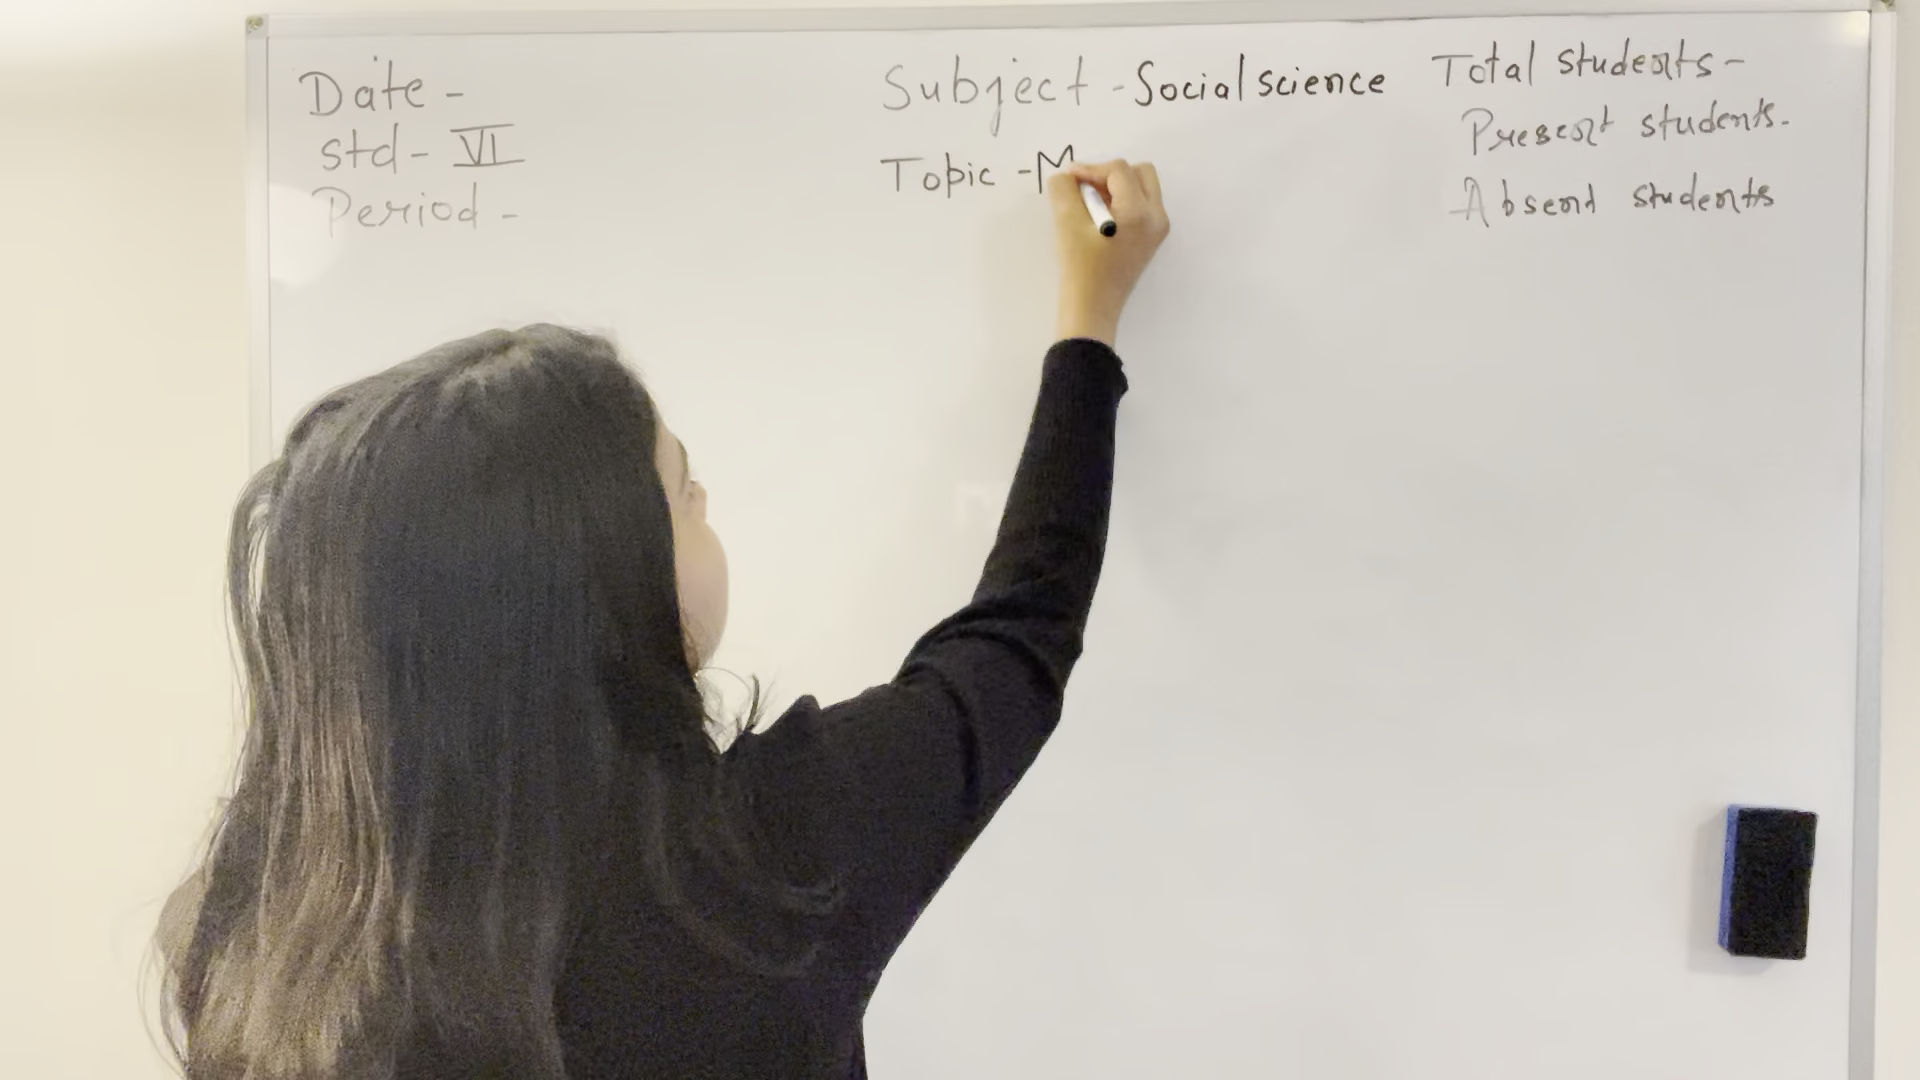 Date -
std - VI
Period -
Subject - Social science
Topic - M
Total students -
Present students.
Absent students